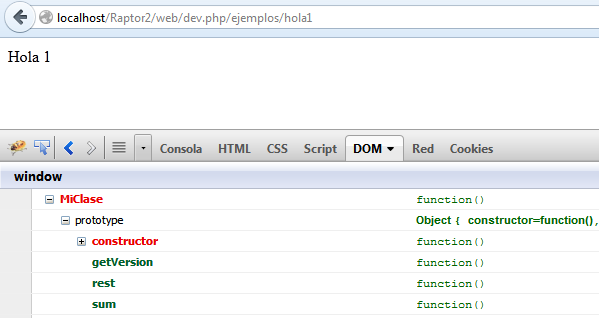 localhost/Raptor2/web/dev.php/ejemplos/hola1
Hola 1
Consola HTML CSS Script DOM Red Cookies
window
MiClase function()
prototype Object { constructor=function(),
constructor function()
getVersion function()
rest function()
sum function()